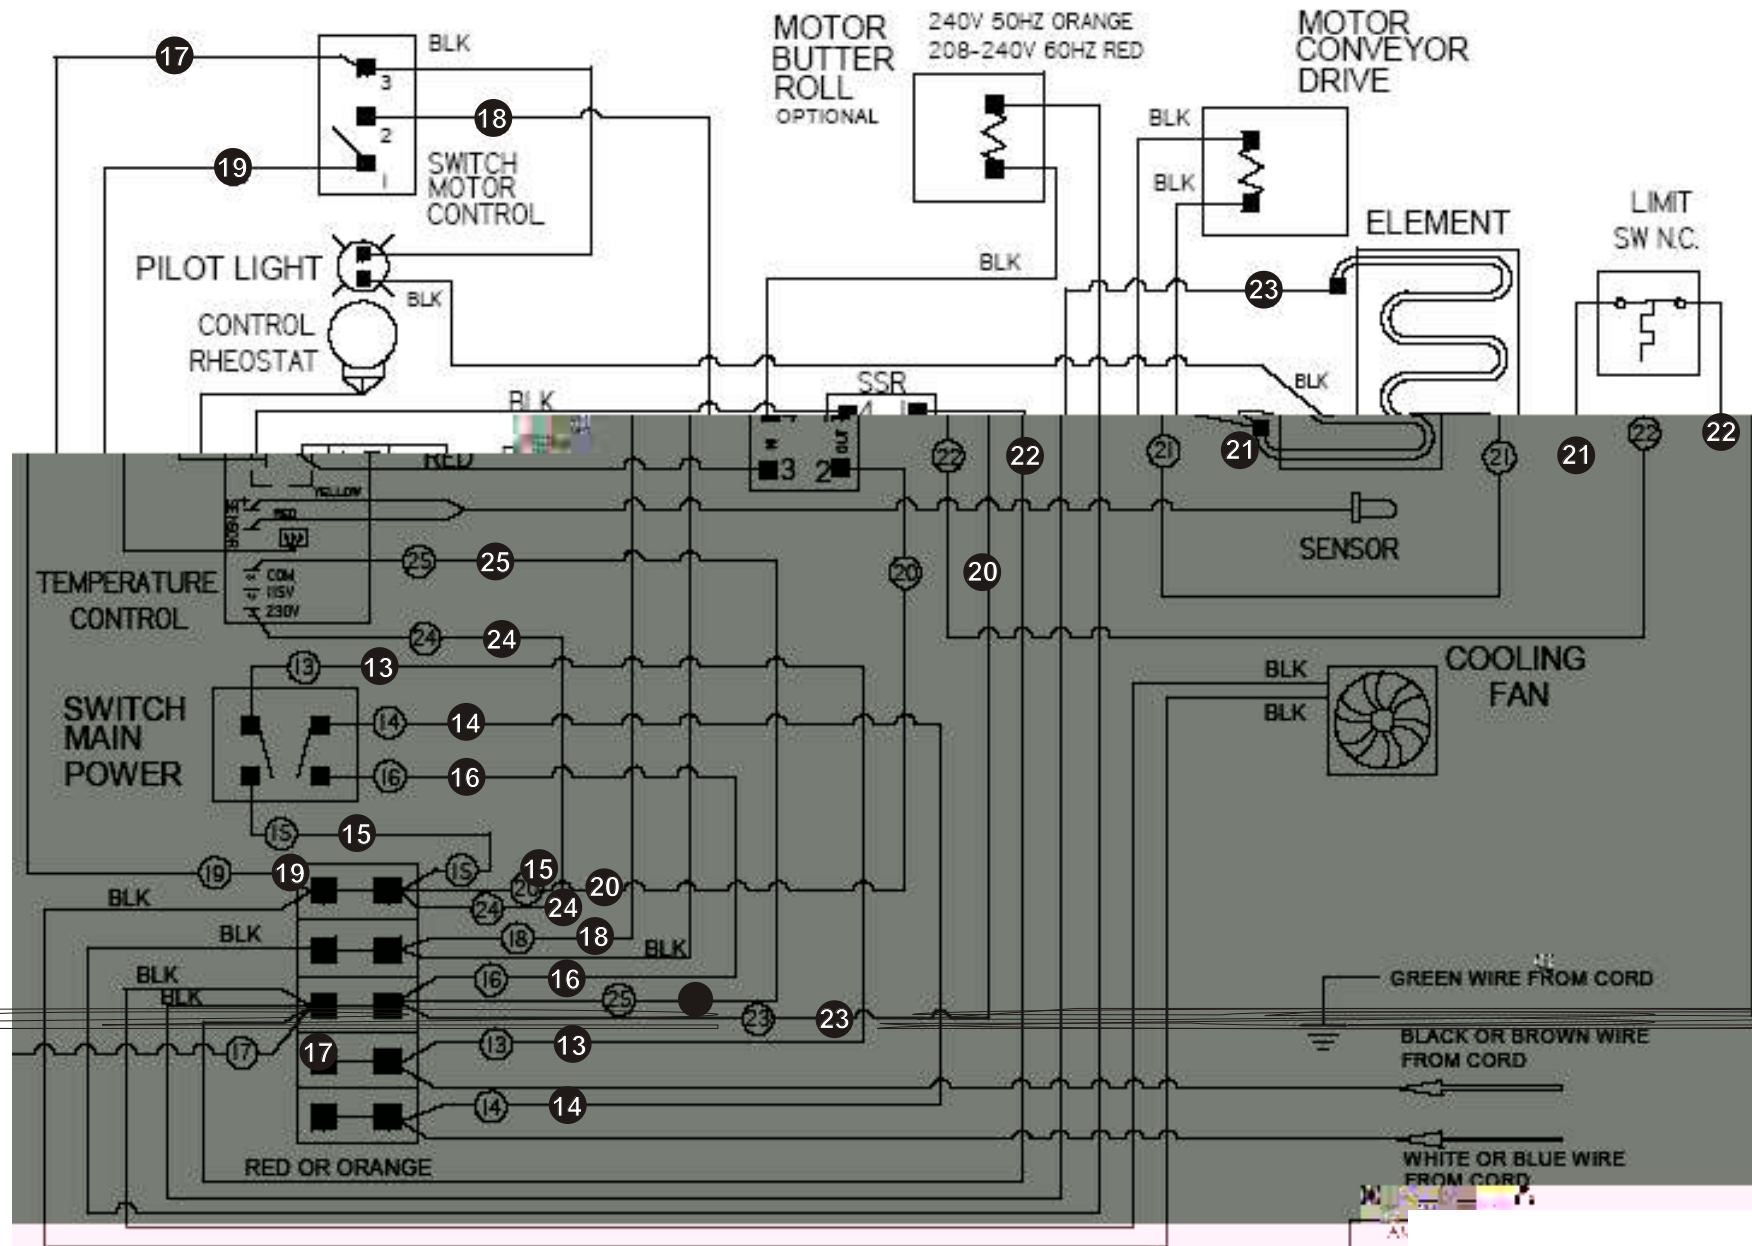 MOTOR
BUTTER
ROLL
OPTIONAL
240V 50HZ ORANGE
208-240V 60HZ RED
MOTOR
CONVEYOR
DRIVE
17
BLK
3
2
1
18
19
SWITCH
MOTOR
CONTROL
BLK
BLK
ELEMENT
LIMIT
SW N.C.
PILOT LIGHT
BLK
BLK
23
CONTROL
RHEOSTAT
BLK
SSR
BLK
4
1
RED
3
2
OUT
22
22
21
21
21
21
22
22
YELLOW
SENSOR
RED
SENSOR
TEMPERATURE
CONTROL
25
25
COM
115V
230V
20
20
24
24
13
13
SWITCH
MAIN
POWER
14
14
16
16
15
15
COOLING
FAN
BLK
BLK
19
19
15
15
20
20
BLK
24
24
BLK
18
18
BLK
BLK
16
16
BLK
25
23
23
17
17
13
13
14
14
GREEN WIRE FROM CORD
BLACK OR BROWN WIRE
FROM CORD
WHITE OR BLUE WIRE
FROM CORD
RED OR ORANGE